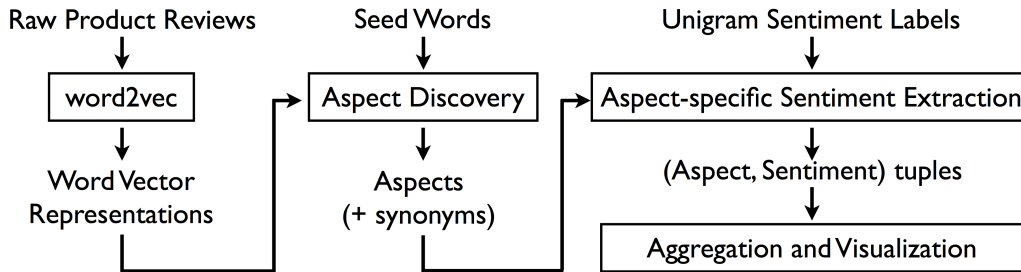 Raw Product Reviews
word2vec
Word Vector
Representations
Seed Words
Aspect Discovery
Aspects
(+ synonyms)
Unigram Sentiment Labels
Aspect-specific Sentiment Extraction
(Aspect, Sentiment) tuples
Aggregation and Visualization